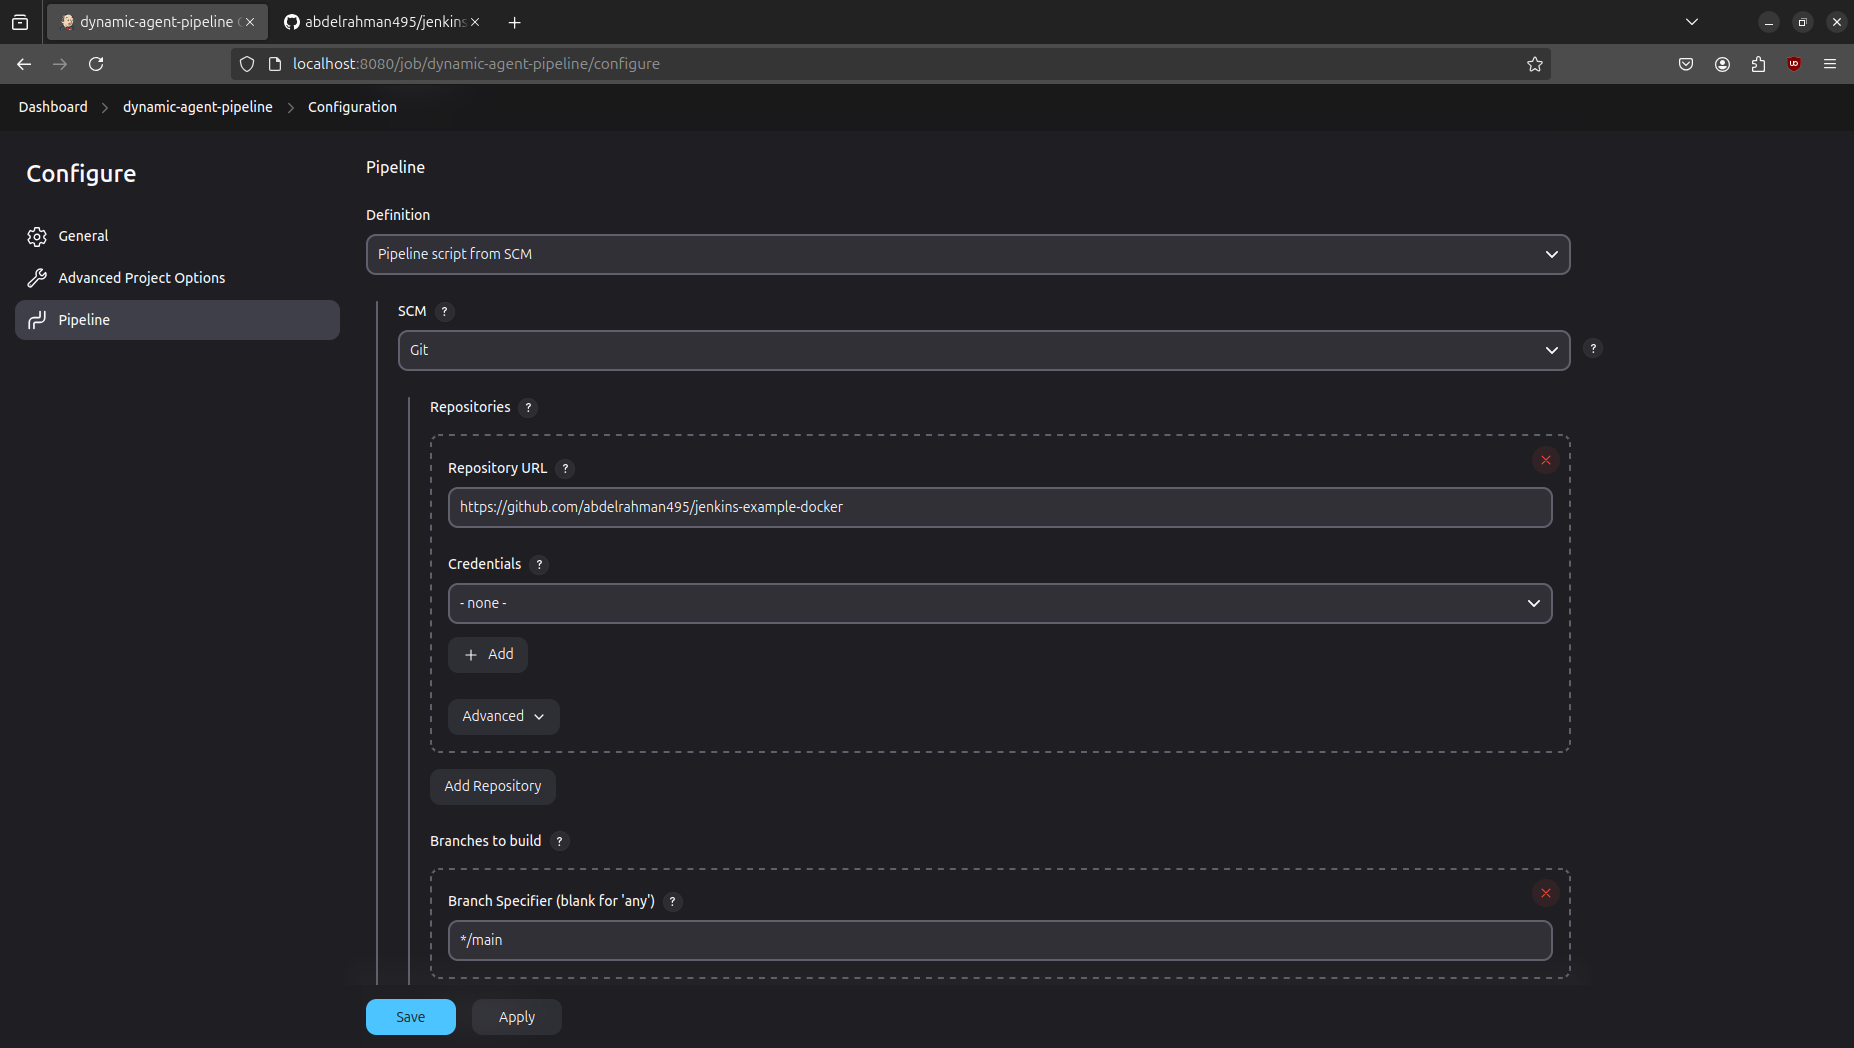 dynamic-agent-pipeline
abdelrahman495/jenkins
localhost:8080/job/dynamic-agent-pipeline/configure
Dashboard
dynamic-agent-pipeline
Configuration
Configure
General
Advanced Project Options
Pipeline
Pipeline
Definition
Pipeline script from SCM
SCM ?
Git
?
Repositories ?
Repository URL ?
https://github.com/abdelrahman495/jenkins-example-docker
Credentials ?
- none -
+ Add
Advanced
Add Repository
Branches to build ?
Branch Specifier (blank for 'any') ?
*/main
Save
Apply